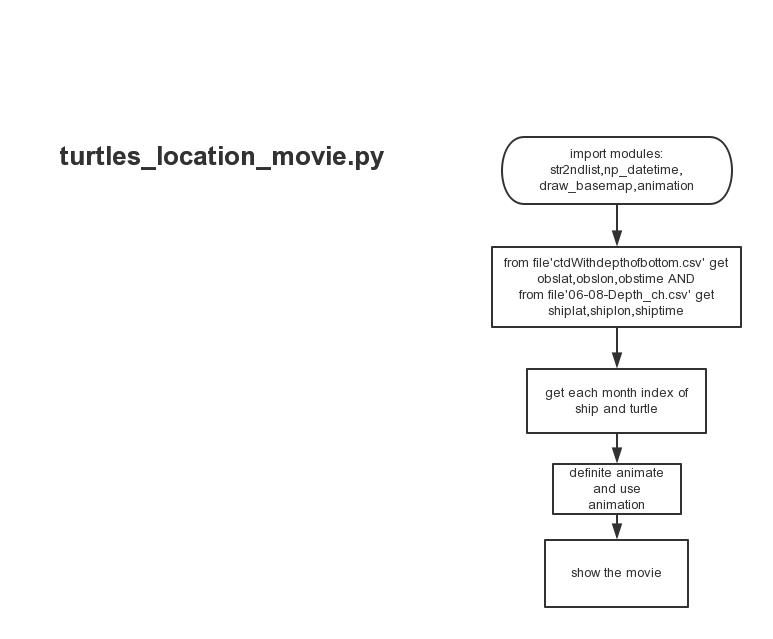 turtles_location_movie.py
import modules:
str2ndlist,np_datetime,
draw_basemap,animation
from file'ctdWithdepthofbottom.csv' get
obslat,obslon,obstime AND
from file'06-08-Depth_ch.csv' get
shiplat,shiplon,shiptime
get each month index of
ship and turtle
definite animate
and use
animation
show the movie